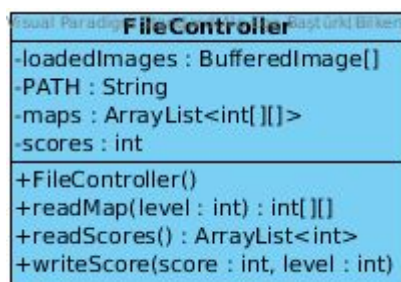 FileController
-loadedImages : BufferedImage[]
-PATH : String
-maps : ArrayList<int[][]>
-scores : int
+FileController()
+readMap(level : int) : int[][]
+readScores() : ArrayList<int>
+writeScore(score : int, level : int)